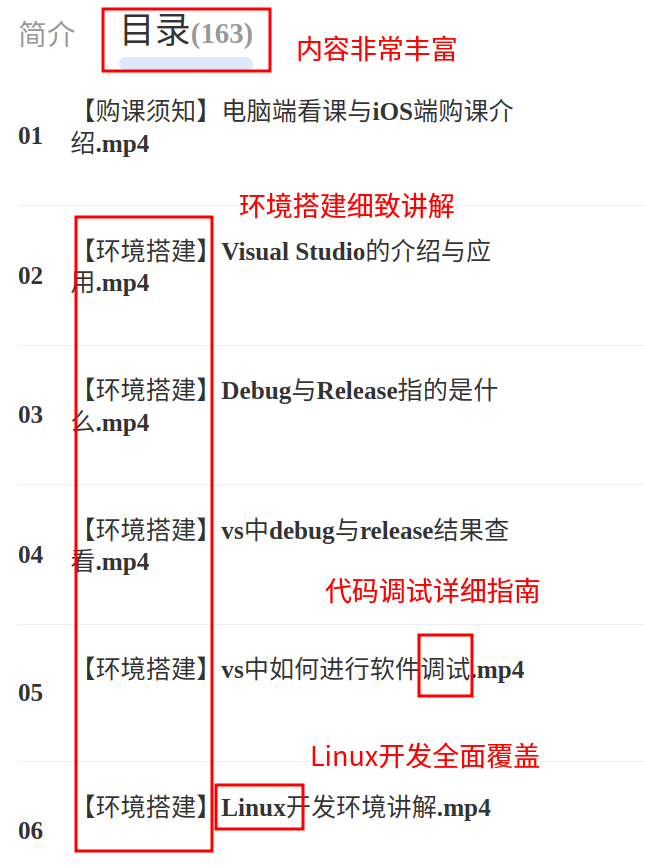 简介
目录(163)
内容非常丰富
01
【购课须知】电脑端看课与iOS端购课介
绍.mp4
环境搭建细致讲解
02
【环境搭建】Visual Studio的介绍与应
用.mp4
03
【环境搭建】Debug与Release指的是什
么.mp4
04
【环境搭建】vs中debug与release结果查
看.mp4
代码调试详细指南
05
【环境搭建】vs中如何进行软件调试.mp4
Linux开发全面覆盖
06
【环境搭建】Linux开发环境讲解.mp4